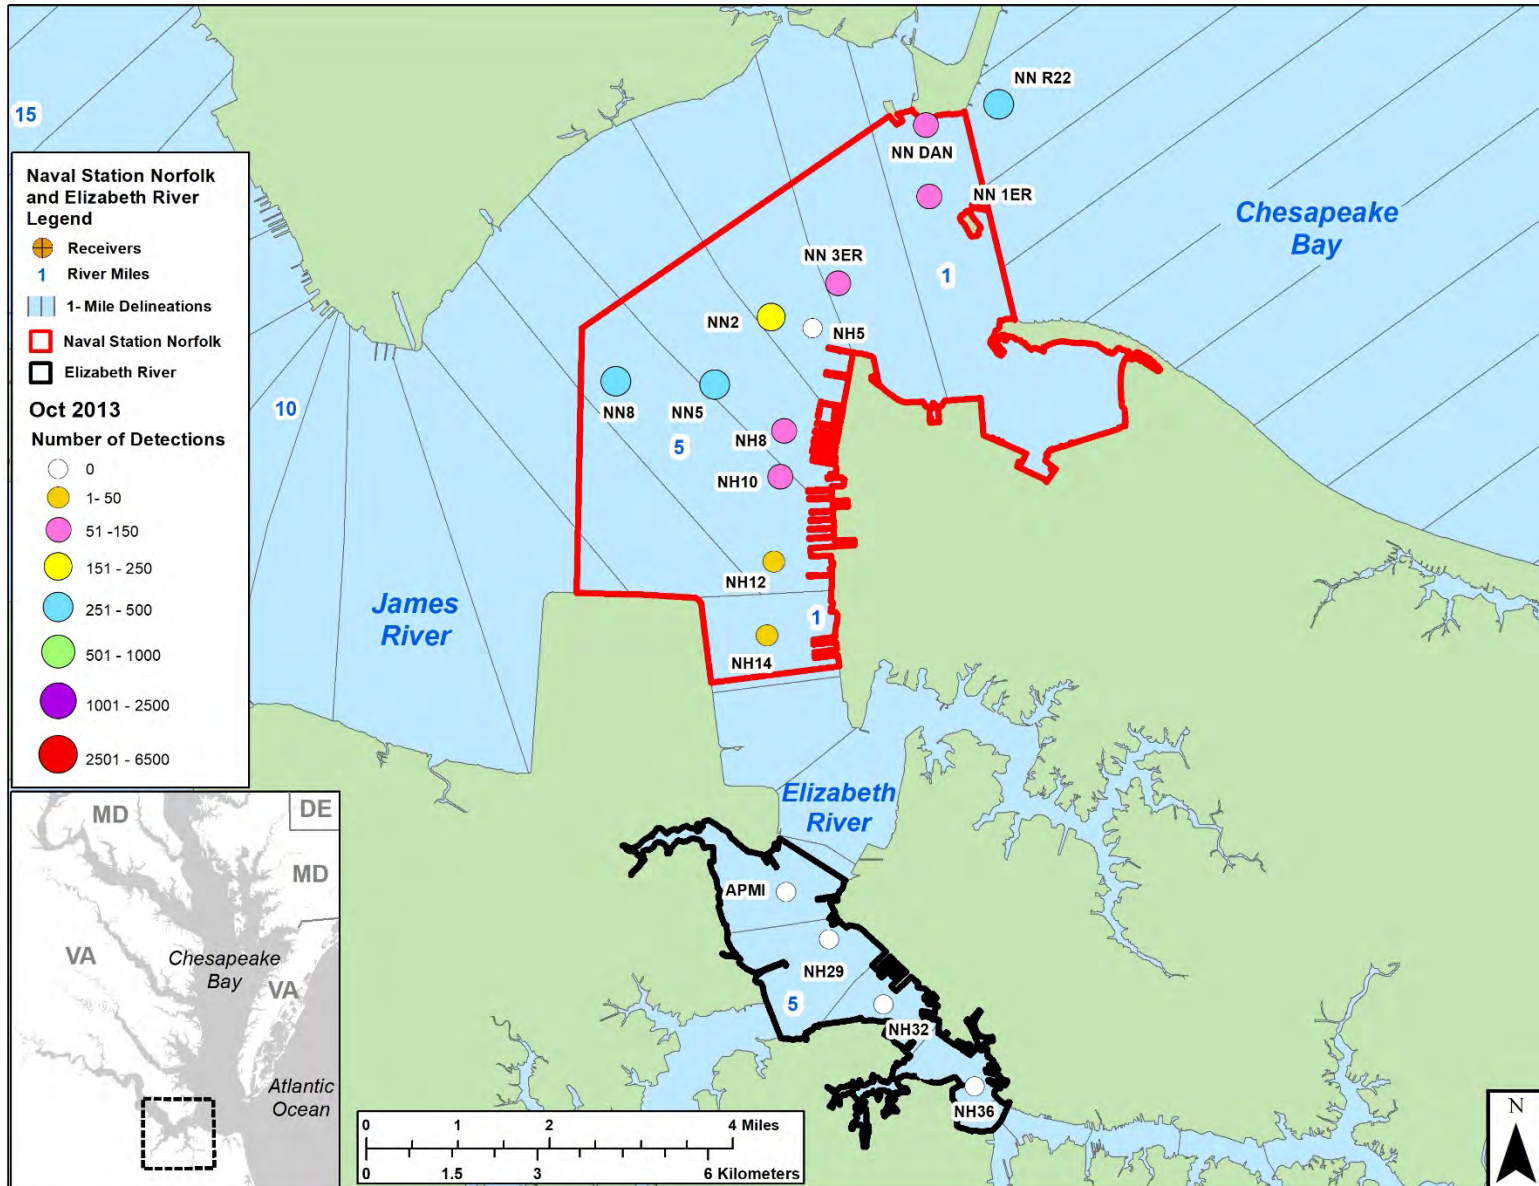 15
NN R22
NN DAN
NN 1ER
Chesapeake
Bay
1
NN 3ER
NN2
NH5
NN8
NN5
NH8
5
NH10
10
NH12
James
River
1
NH14
Elizabeth
River
APMI
NH29
5
NH32
NH36
Naval Station Norfolk
and Elizabeth River
Legend
Receivers
1 River Miles
1- Mile Delineations
Naval Station Norfolk
Elizabeth River
Oct 2013
Number of Detections
0
1- 50
51 -150
151 - 250
251 - 500
501 - 1000
1001 - 2500
2501 - 6500
MD
DE
MD
VA
Chesapeake
Bay
VA
Atlantic
Ocean
0 1 2 4 Miles
0 1.5 3 6 Kilometers
N